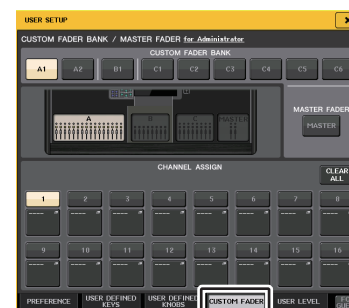 USER SETUP
CUSTOM FADER BANK / MASTER FADER for Administrator
CUSTOM FADER BANK
A1 A2 B1 C1 C2 C3 C4 C5 C6
MASTER FADER
A B C MASTER
MASTER
CHANNEL ASSIGN
CLEAR ALL
1 2 3 4 5 6 7 8
---- ---- ---- ---- ---- ---- ---- ----
9 10 11 12 13 14 15 16
---- ---- ---- ---- ---- ---- ---- ----
PREFERENCE USER DEFINED KEYS USER DEFINED KNOBS CUSTOM FADER USER LEVEL